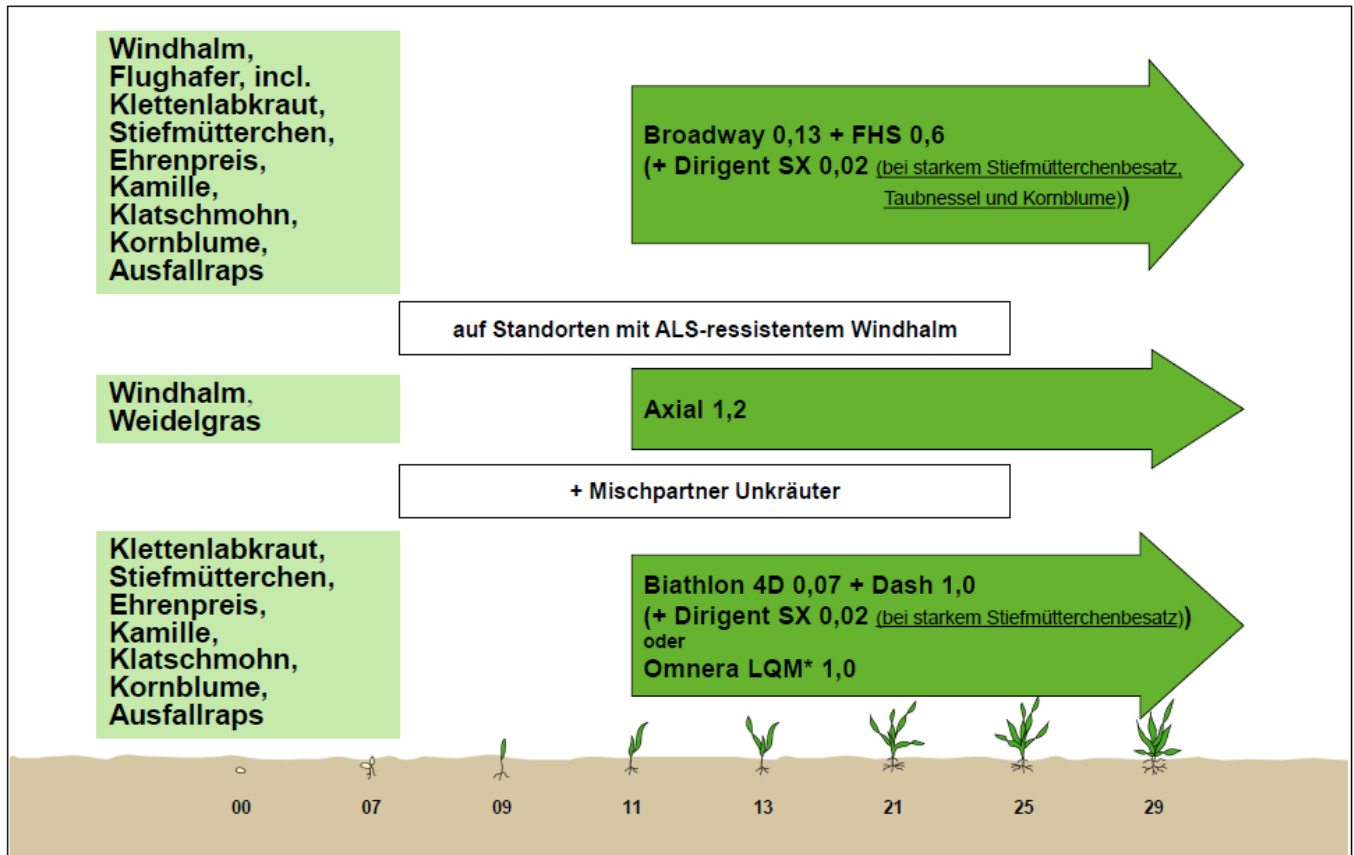 Windhalm,
Flughafer, incl.
Klettenlabkraut,
Stiefmütterchen,
Ehrenpreis,
Kamille,
Klatschmohn,
Kornblume,
Ausfallraps
Broadway 0,13 + FHS 0,6
(+ Dirigent SX 0,02 (bei starkem Stiefmütterchenbesatz,
Taubnessel und Kornblume))
auf Standorten mit ALS-ressistentem Windhalm
Windhalm,
Weidelgras
Axial 1,2
+ Mischpartner Unkräuter
Klettenlabkraut,
Stiefmütterchen,
Ehrenpreis,
Kamille,
Klatschmohn,
Kornblume,
Ausfallraps
Biathlon 4D 0,07 + Dash 1,0
(+ Dirigent SX 0,02 (bei starkem Stiefmütterchenbesatz))
oder
Omnera LQM* 1,0
00 07 09 11 13 21 25 29